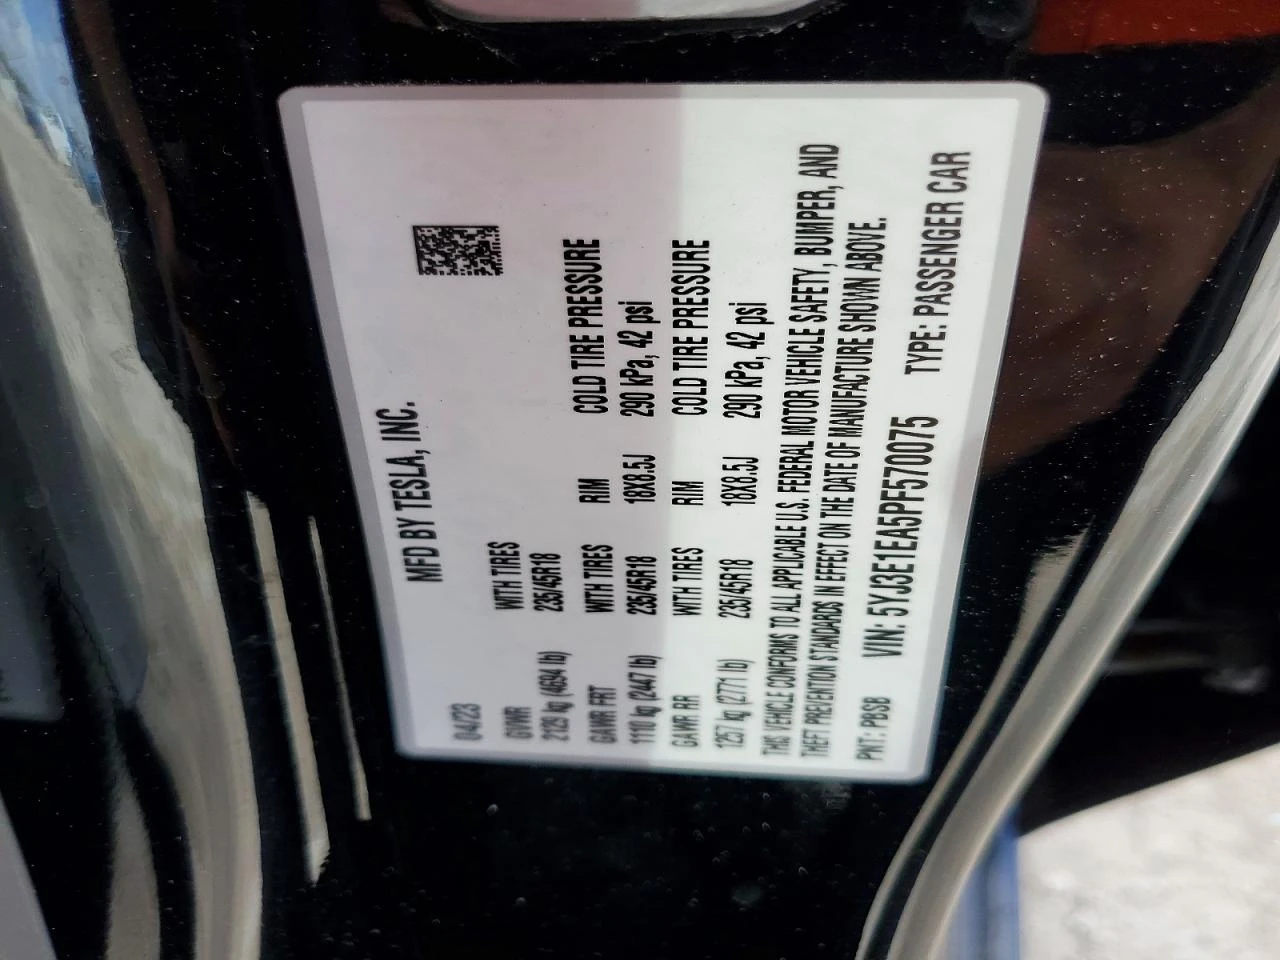 MFD BY TESLA, INC.
04/23
GVWR WITH TIRES
2129 kg (4694 lb) 235/45R18
GAWR FRT WITH TIRES RIM COLD TIRE PRESSURE
1110 kg (2447 lb) 235/45R18 18X8.5J 290 kPa, 42 psi
GAWR RR WITH TIRES RIM COLD TIRE PRESSURE
1257 kg (2771 lb) 235/45R18 18X8.5J 290 kPa, 42 psi
THIS VEHICLE CONFORMS TO ALL APPLICABLE U.S. FEDERAL MOTOR VEHICLE SAFETY, BUMPER, AND
THEFT PREVENTION STANDARDS IN EFFECT ON THE DATE OF MANUFACTURE SHOWN ABOVE.
PNT: PBSB VIN: 5YJ3E1EA5PF570075 TYPE: PASSENGER CAR